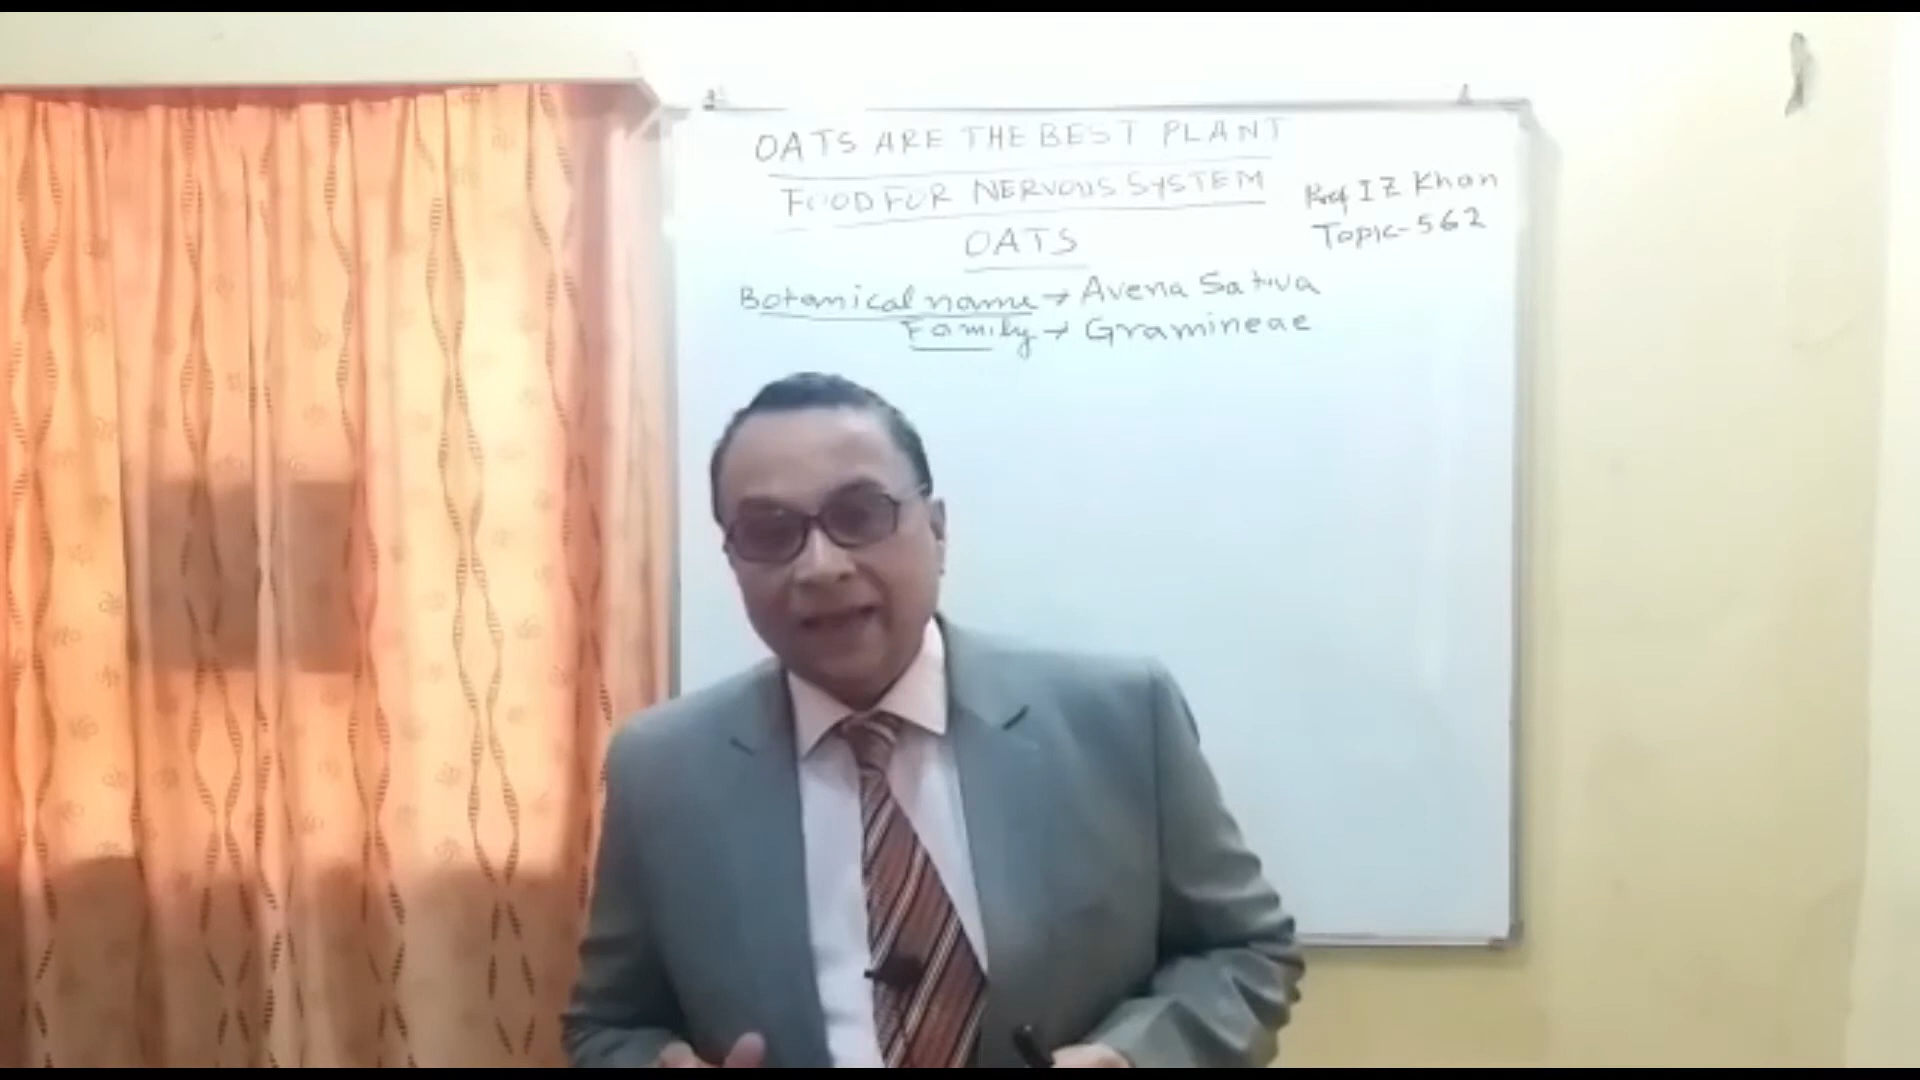 OATS ARE THE BEST PLANT
FOOD FOR NERVOUS SYSTEM
Prof I Z Khan
Topic-562
OATS
Botanical name → Avena Sativa
Family → Gramineae